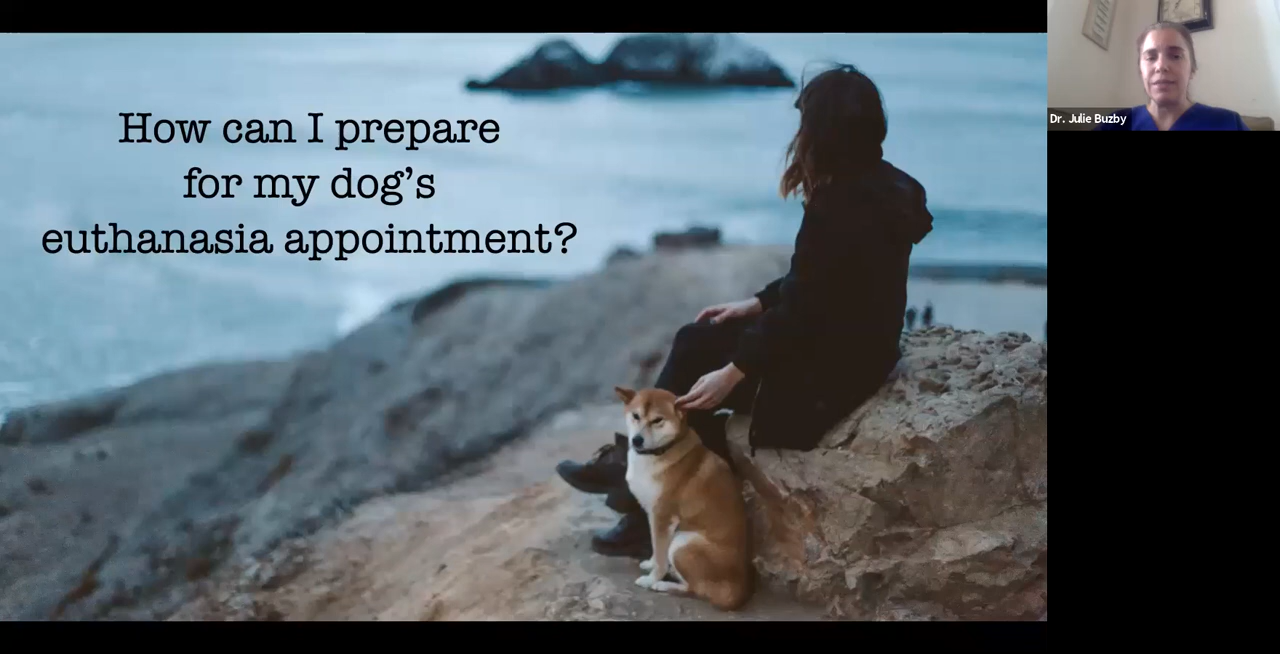 How can I prepare
for my dog’s
euthanasia appointment?
Dr. Julie Buzby